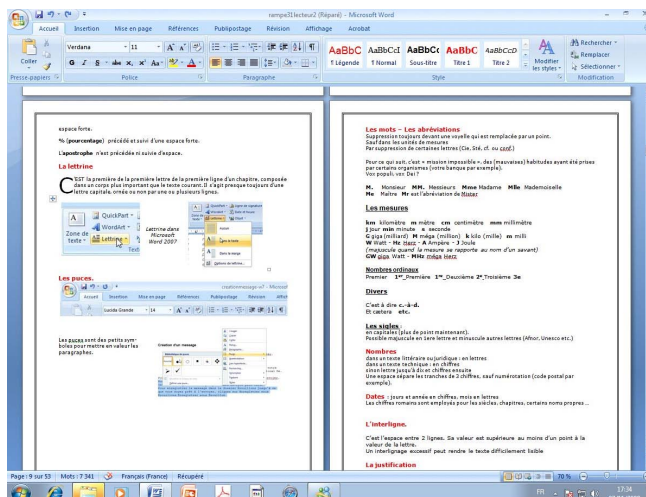 rampe31lecteur2 (Réparé) - Microsoft Word
Accueil Insertion Mise en page Références Publipostage Révision Affichage Acrobat
Coller
Verdana 11
G I S abc
AaBbC AaBbCcI AaBbCc AaBbC AaBbCcD
¶ Légende ¶ Normal Sous-titre Titre 1 Titre 2
Modifier les styles
Rechercher
Remplacer
Sélectionner
Presse-papiers Police Paragraphe Style Modification
espace forte.
% (pourcentage) précédé et suivi d'une espace forte.
L'apostrophe n'est précédée ni suivie d'espace.
La lettrine
C'EST la première de la première lettre de la première ligne d'un chapitre, composée
dans un corps plus important que le texte courant. Il s'agit presque toujours d'une
lettre capitale, ornée ou non par une ou plusieurs lignes.
Zone de texte
QuickPart
WordArt
Lettrine
Text
Lettrine dans
Microsoft
Word 2007
Aucun
Dans le texte
Dans la marge
Options de lettrine...
Les puces.
Accueil Insertion Mise en page Références Publipostage Révision
Lucida Grande 14
Les puces sont des petits sym-
boles pour mettre en valeur les
paragraphes.
Création d'un message
Les mots – Les abréviations
Suppression toujours devant une voyelle qui est remplacée par un point.
Sauf dans les unités de mesures
Par suppression de certaines lettres (Cie, Sté, cf. ou conf.)
Pour ce qui suit, c'est « mission impossible », des (mauvaises) habitudes ayant été prises
par certains organismes (votre banque par exemple).
Vox populi, vox Dei ?
M. Monsieur MM. Messieurs Mme Madame Mlle Mademoiselle
Me Maître Mr est l'abréviation de Mister
Les mesures
km kilomètre m mètre cm centimètre mm millimètre
j jour min minute s seconde
G giga (milliard) M méga (million) k kilo (mille) m milli
W Watt - Hz Herz - A Ampère - J Joule
(majuscule quand la mesure se rapporte au nom d'un savant)
GW giga Watt - MHz méga Herz
Nombres ordinaux
Premier 1er Première 1re Deuxième 2e Troisième 3e
Divers
C'est à dire c.-à-d.
Et cætera etc.
Les sigles :
en capitales (plus de point maintenant).
Possible majuscule en 1ere lettre et minuscule autres lettres (Afnor, Unesco etc.)
Nombres
dans un texte littéraire ou juridique : en lettres
dans un texte technique : en chiffres
sinon lettre jusqu'à dix et chiffres ensuite
Une espace sépare les tranches de 3 chiffres, sauf numérotation (code postal par
exemple).
Dates : jours et année en chiffres, mois en lettres
Les chiffres romains sont employés pour les siècles, chapitres, certains noms propres ...
L'interligne.
C'est l'espace entre 2 lignes. Sa valeur est supérieure au moins d'un point à la
valeur de la lettre.
Un interlignage excessif peut rendre le texte difficilement lisible
La justification
Page : 9 sur 53 Mots : 7 341 Français (France) Récupéré 70 %
FR 17:34